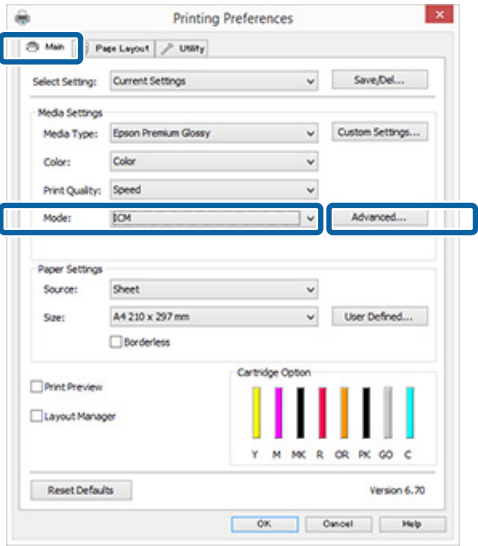 Printing Preferences
Main Page Layout Utility
Select Setting: Current Settings Save/Del...
Media Settings
Media Type: Epson Premium Glossy Custom Settings...
Color: Color
Print Quality: Speed
Mode: ICM Advanced...
Paper Settings
Source: Sheet
Size: A4 210 x 297 mm User Defined...
Borderless
Cartridge Option
Print Preview
Layout Manager
Y M MK R OR PK GO C
Reset Defaults Version 6.70
OK Cancel Help